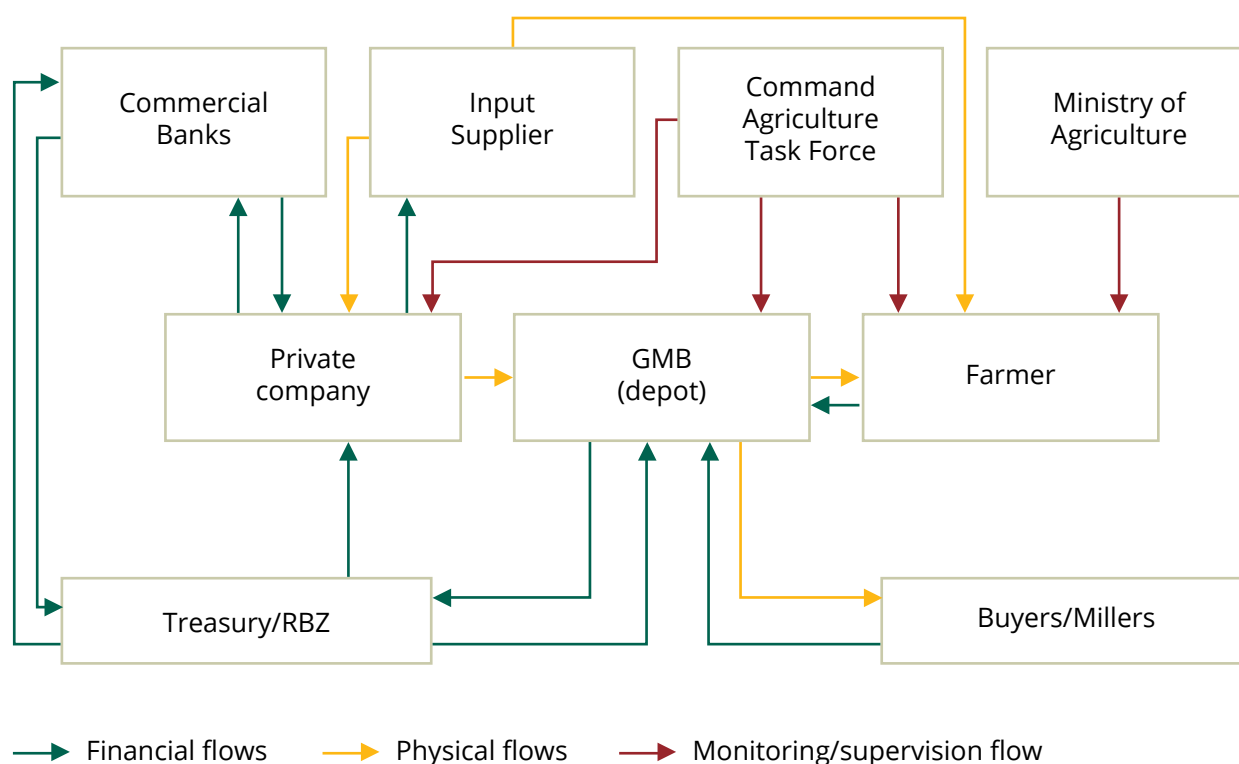 Commercial
Banks
Input
Supplier
Command
Agriculture
Task Force
Ministry of
Agriculture
Private
company
GMB
(depot)
Farmer
Treasury/RBZ
Buyers/Millers
Financial flows
Physical flows
Monitoring/supervision flow